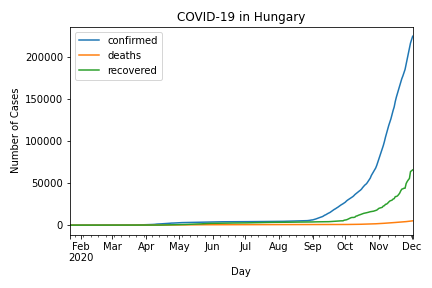 COVID-19 in Hungary
confirmed
deaths
recovered
Number of Cases
200000
150000
100000
50000
0
Feb Mar Apr May Jun Jul Aug Sep Oct Nov Dec
2020
Day